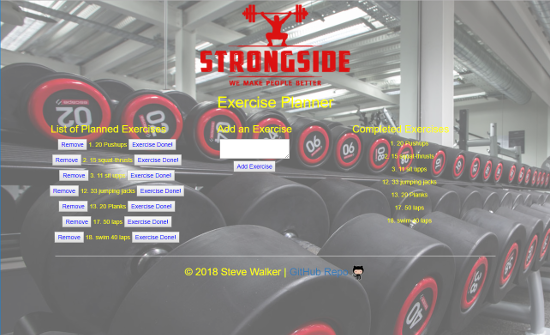 STRONGSIDE
WE MAKE PEOPLE BETTER
Exercise Planner
List of Planned Exercises
Remove 1. 20 Pushups Exercise Done!
Remove 2. 15 squat-thrusts Exercise Done!
Remove 3. 11 sit ups Exercise Done!
Remove 12. 33 jumping jacks Exercise Done!
Remove 13. 20 Planks Exercise Done!
Remove 17. 50 laps Exercise Done!
Remove 18. swim 40 laps Exercise Done!
Add an Exercise
Add Exercise
Completed Exercises
1. 20 Pushups
2. 15 squat-thrusts
3. 11 sit ups
12. 33 jumping jacks
13. 20 Planks
17. 50 laps
18. swim 40 laps
© 2018 Steve Walker | GitHub Repo
02
06
06